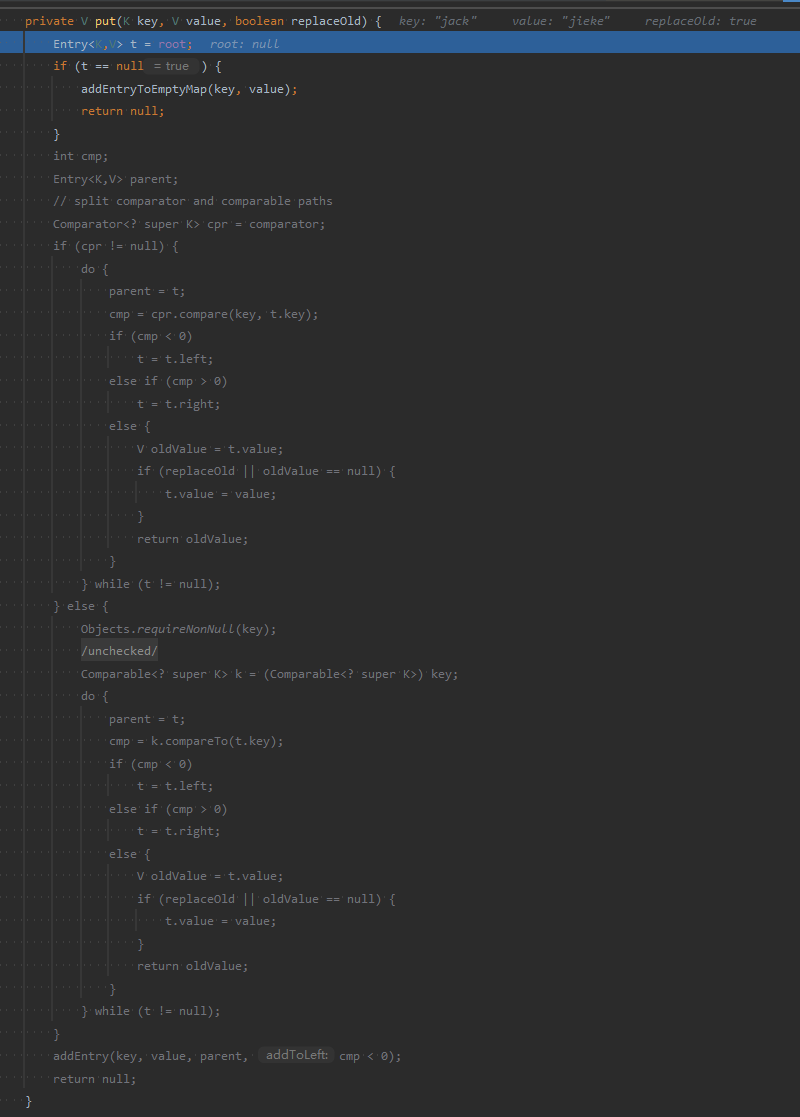 private V put(K key, V value, boolean replaceOld) {   key: "jack"   value: "jieke"   replaceOld: true
    Entry<K,V> t = root;   root: null
    if (t == null = true ) {
        addEntryToEmptyMap(key, value);
        return null;
    }
    int cmp;
    Entry<K,V> parent;
    // split comparator and comparable paths
    Comparator<? super K> cpr = comparator;
    if (cpr != null) {
        do {
            parent = t;
            cmp = cpr.compare(key, t.key);
            if (cmp < 0)
                t = t.left;
            else if (cmp > 0)
                t = t.right;
            else {
                V oldValue = t.value;
                if (replaceOld || oldValue == null) {
                    t.value = value;
                }
                return oldValue;
            }
        } while (t != null);
    } else {
        Objects.requireNonNull(key);
        /unchecked/
        Comparable<? super K> k = (Comparable<? super K>) key;
        do {
            parent = t;
            cmp = k.compareTo(t.key);
            if (cmp < 0)
                t = t.left;
            else if (cmp > 0)
                t = t.right;
            else {
                V oldValue = t.value;
                if (replaceOld || oldValue == null) {
                    t.value = value;
                }
                return oldValue;
            }
        } while (t != null);
    }
    addEntry(key, value, parent, addToLeft: cmp < 0);
    return null;
}